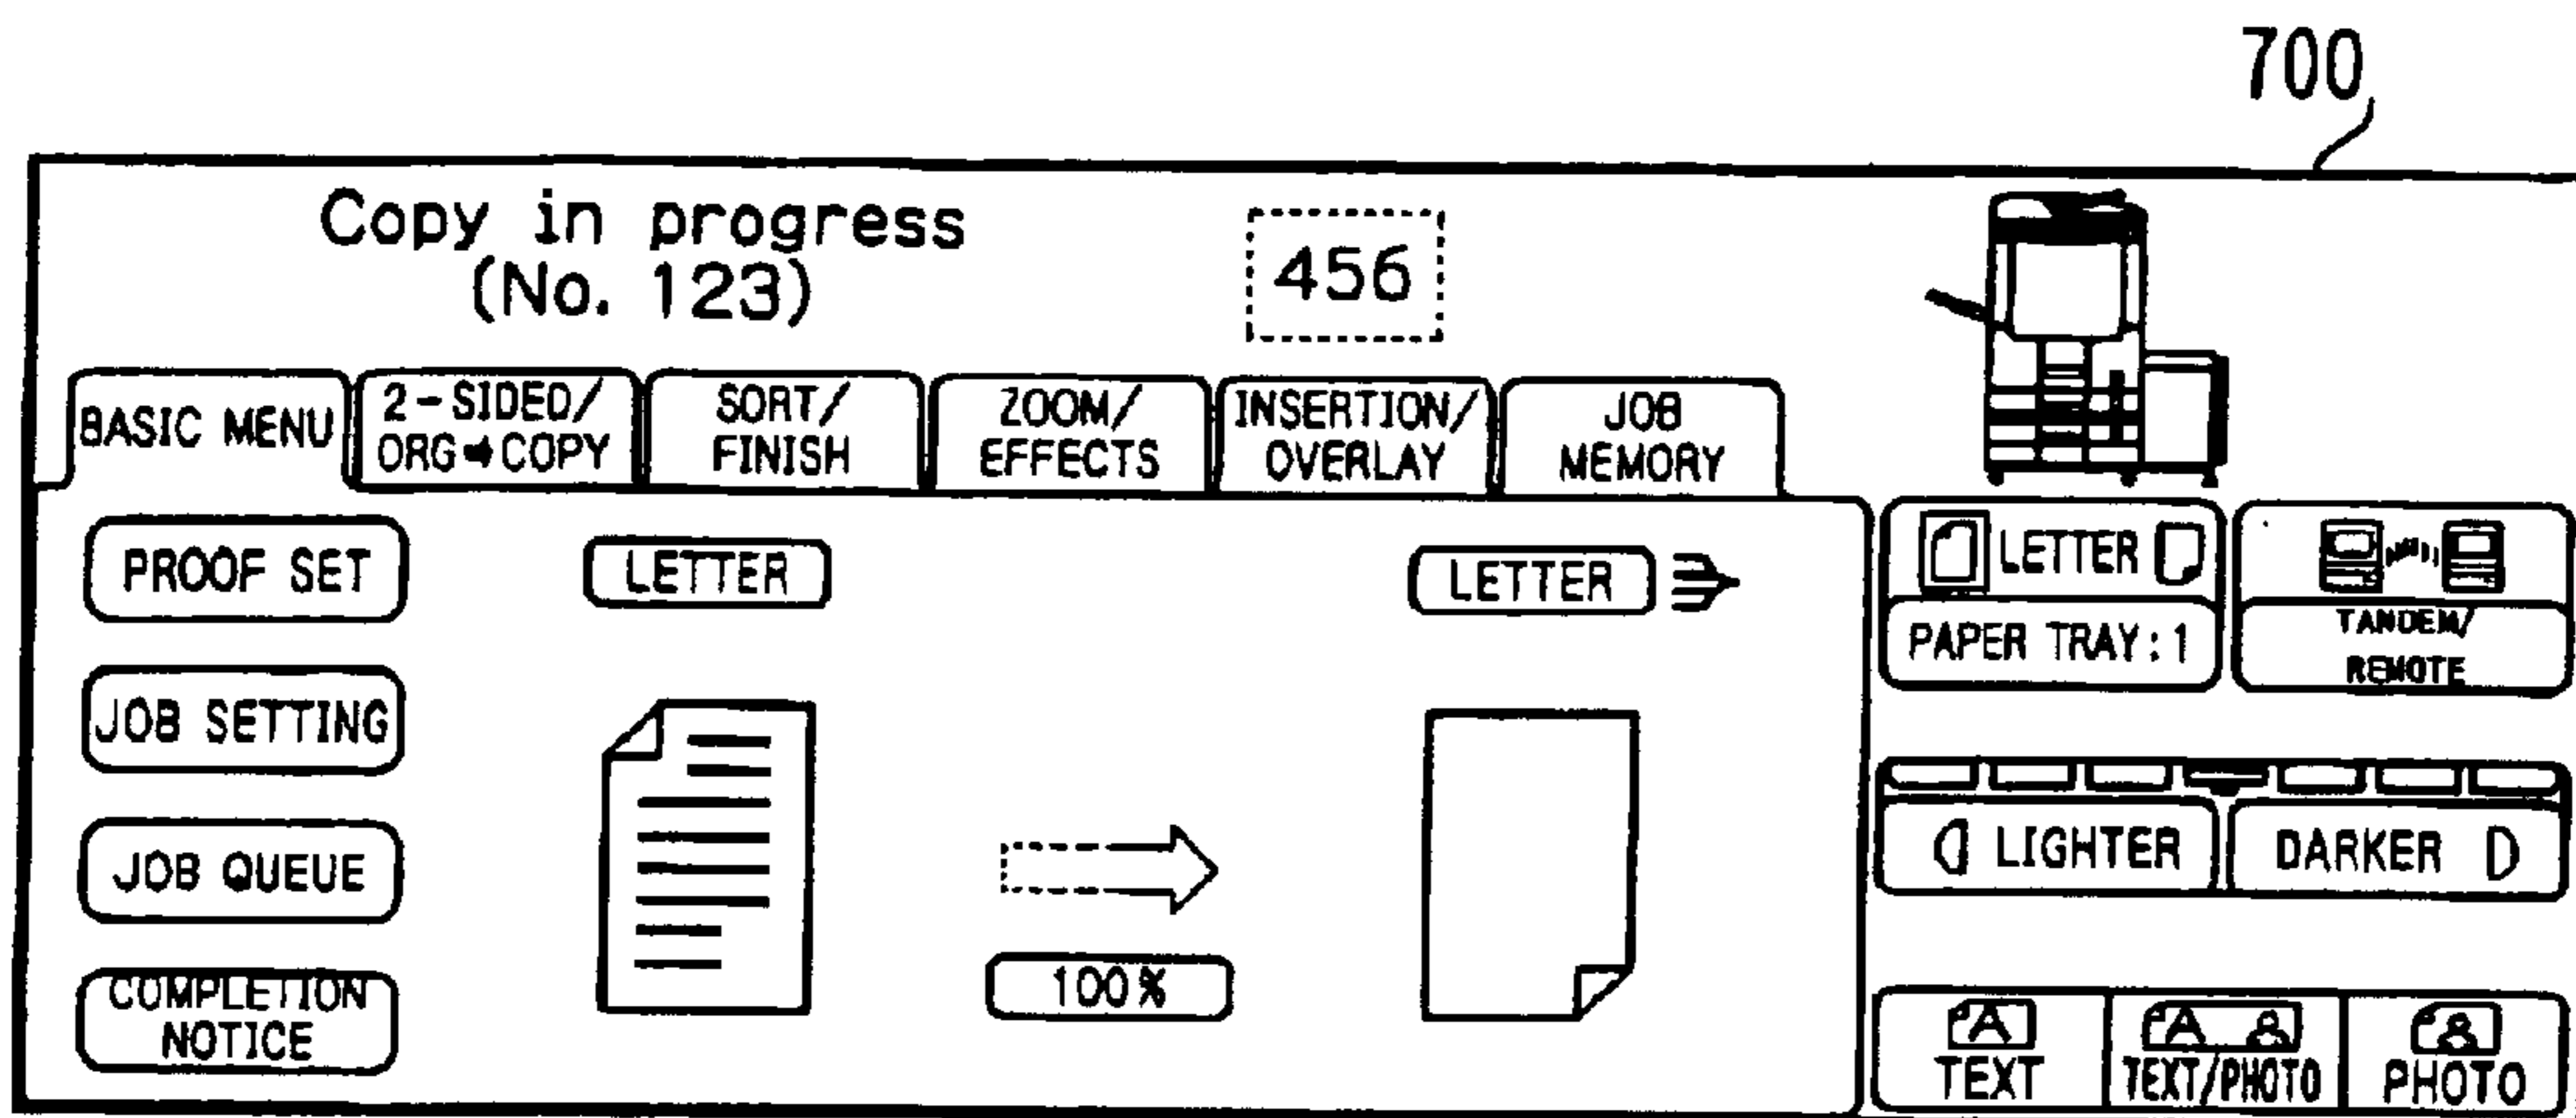 700
Copy in progress
(No. 123)
456
BASIC MENU
2-SIDED/
ORG➡COPY
SORT/
FINISH
ZOOM/
EFFECTS
INSERTION/
OVERLAY
JOB
MEMORY
PROOF SET
JOB SETTING
JOB QUEUE
COMPLETION
NOTICE
LETTER
LETTER
100%
LETTER
PAPER TRAY:1
TANDEM/
REMOTE
LIGHTER
DARKER
A
TEXT
A
TEXT/PHOTO
PHOTO